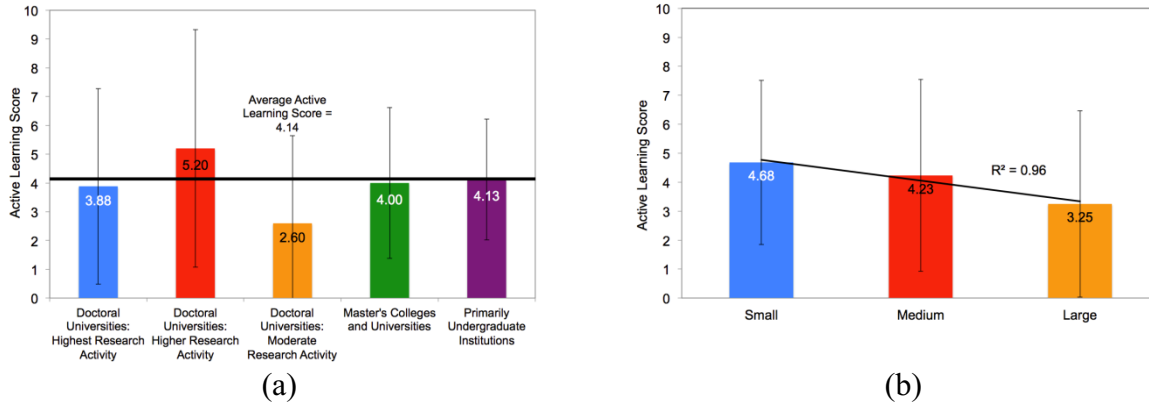 10
9
8
7
6
5
4
3
2
1
0
Active Learning Score
Average Active
Learning Score =
4.14
3.88
5.20
2.60
4.00
4.13
Doctoral
Universities:
Highest Research
Activity
Doctoral
Universities:
Higher Research
Activity
Doctoral
Universities:
Moderate
Research Activity
Master's Colleges
and Universities
Primarily
Undergraduate
Institutions
(a)
10
9
8
7
6
5
4
3
2
1
0
Active Learning Score
4.68
4.23
3.25
R² = 0.96
Small
Medium
Large
(b)